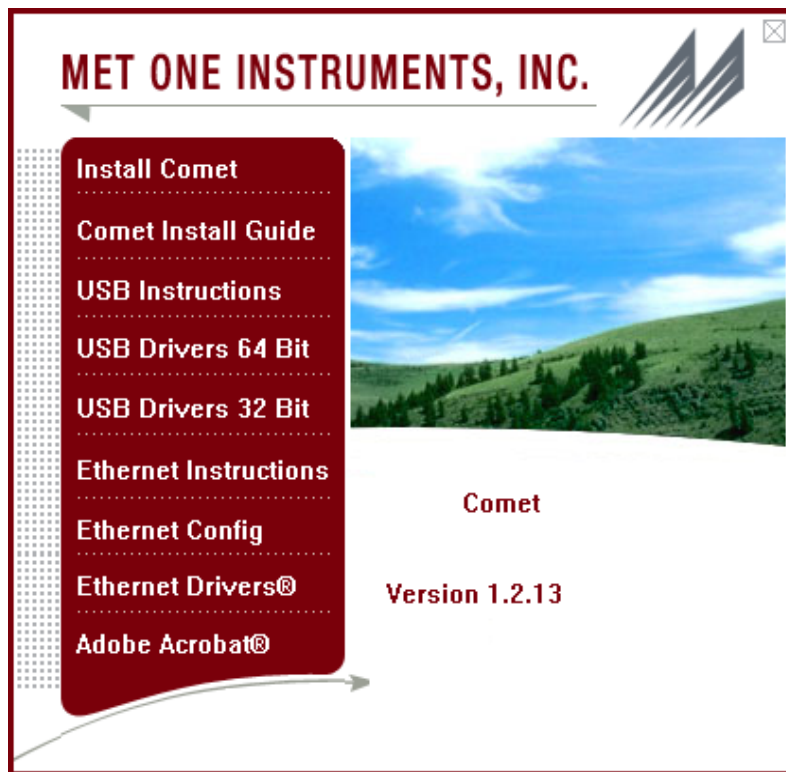 MET ONE INSTRUMENTS, INC.
Install Comet
Comet Install Guide
USB Instructions
USB Drivers 64 Bit
USB Drivers 32 Bit
Ethernet Instructions
Ethernet Config
Ethernet Drivers®
Adobe Acrobat®
Comet
Version 1.2.13